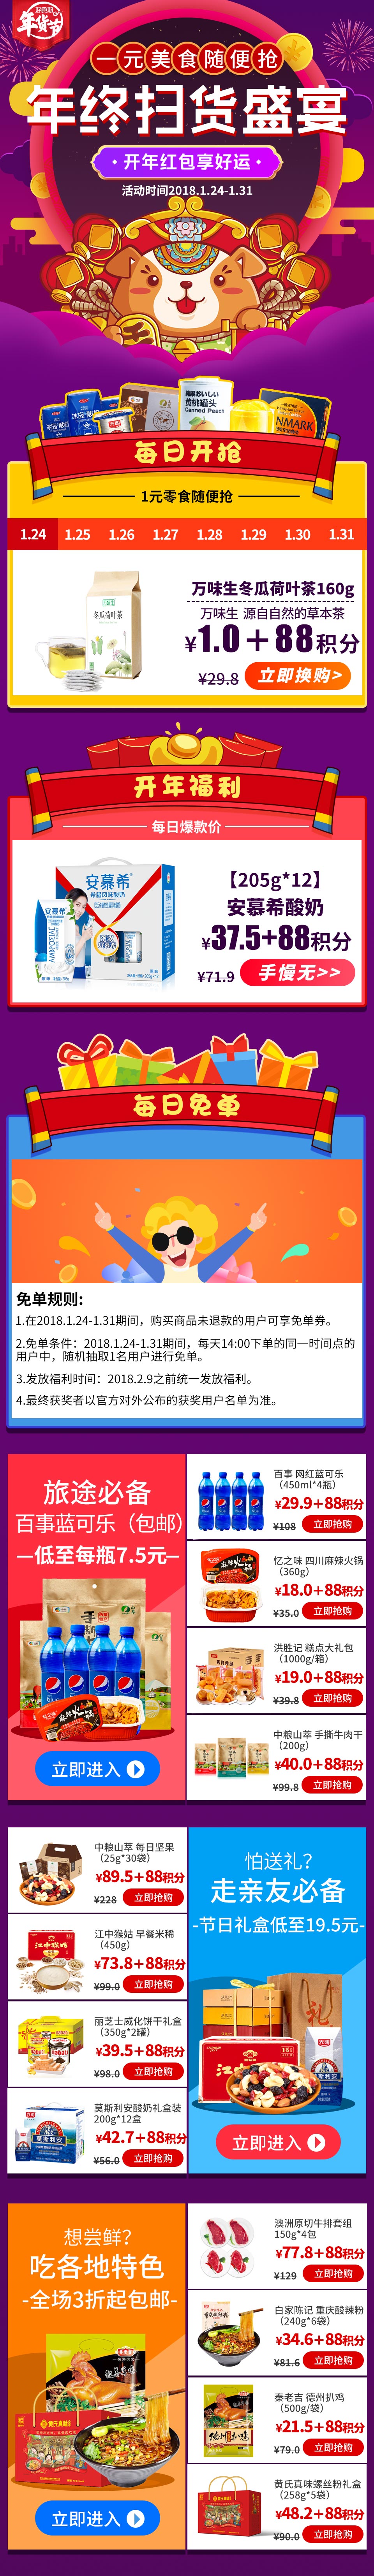 好食期
年货节
一元美食随便抢
年终扫货盛宴
· 开年红包享好运 ·
活动时间2018.1.24-1.31
黄桃罐头
Canned Peach
NMARK
每日开抢
1元零食随便抢
1.24 1.25 1.26 1.27 1.28 1.29 1.30 1.31
冬瓜荷叶茶
万味生冬瓜荷叶茶160g
万味生 源自自然的草本茶
¥1.0+88积分
¥29.8 立即换购>
开年福利
每日爆款价
安慕希
希腊风味酸奶
【205g*12】
安慕希酸奶
¥37.5+88积分
¥71.9 手慢无>>
每日免单
免单规则:
1.在2018.1.24-1.31期间，购买商品未退款的用户可享免单券。
2.免单条件：2018.1.24-1.31期间，每天14:00下单的同一时间点的
用户中，随机抽取1名用户进行免单。
3.发放福利时间：2018.2.9之前统一发放福利。
4.最终获奖者以官方对外公布的获奖用户名单为准。
旅途必备
百事蓝可乐（包邮）
—低至每瓶7.5元—
立即进入
百事 网红蓝可乐
（450ml*4瓶）
¥29.9+88积分
¥108 立即抢购
忆之味 四川麻辣火锅
（360g）
¥18.0+88积分
¥35.0 立即抢购
洪胜记 糕点大礼包
（1000g/箱）
¥19.0+88积分
¥39.8 立即抢购
中粮山萃 手撕牛肉干
（200g）
¥40.0+88积分
¥99.8 立即抢购
中粮山萃 每日坚果
（25g*30袋）
¥89.5+88积分
¥228 立即抢购
江中猴姑 早餐米稀
（450g）
¥73.8+88积分
¥99.0 立即抢购
丽芝士威化饼干礼盒
（350g*2罐）
¥39.5+88积分
¥98.0 立即抢购
莫斯利安酸奶礼盒装
200g*12盒
¥42.7+88积分
¥56.0 立即抢购
怕送礼?
走亲友必备
-节日礼盒低至19.5元-
立即进入
想尝鲜?
吃各地特色
-全场3折起包邮-
立即进入
澳洲原切牛排套组
150g*4包
¥77.8+88积分
¥129 立即抢购
白家陈记 重庆酸辣粉
（240g*6袋）
¥34.6+88积分
¥81.6 立即抢购
秦老吉 德州扒鸡
（500g/袋）
¥21.5+88积分
¥79.0 立即抢购
黄氏真味螺丝粉礼盒
（258g*5袋）
¥48.2+88积分
¥90.0 立即抢购